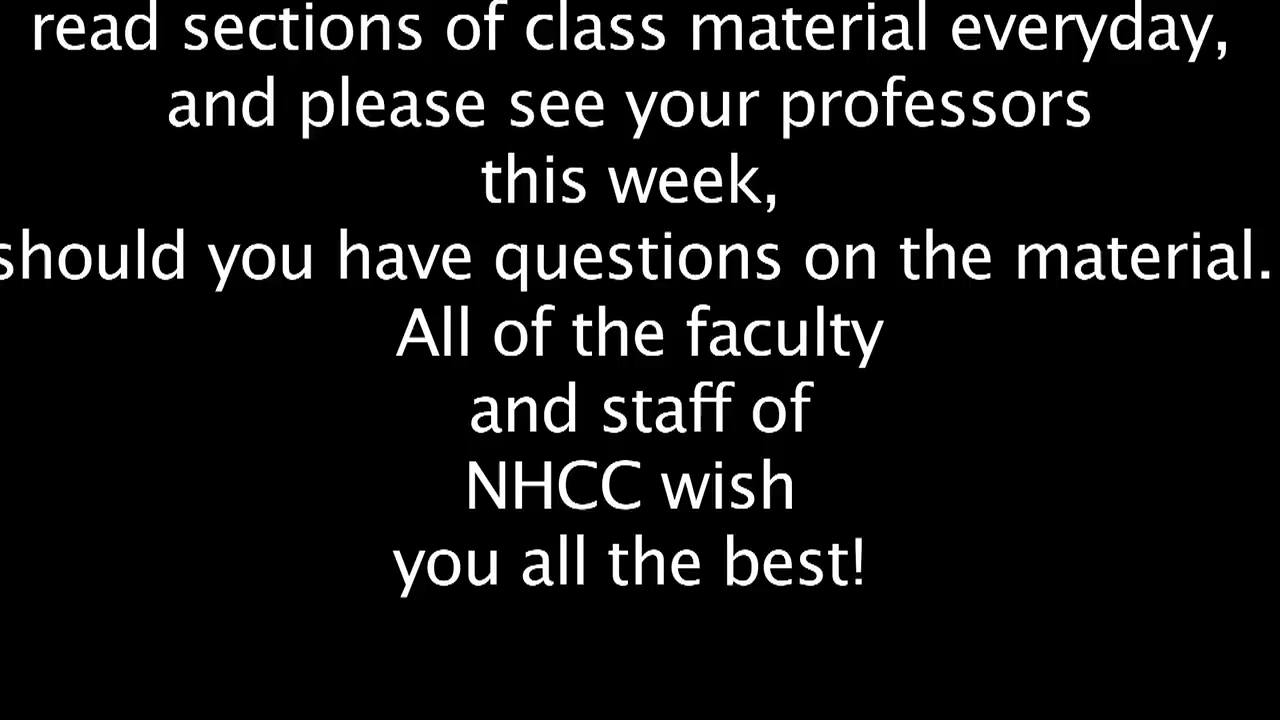 read sections of class material everyday,
and please see your professors
this week,
should you have questions on the material.
All of the faculty
and staff of
NHCC wish
you all the best!